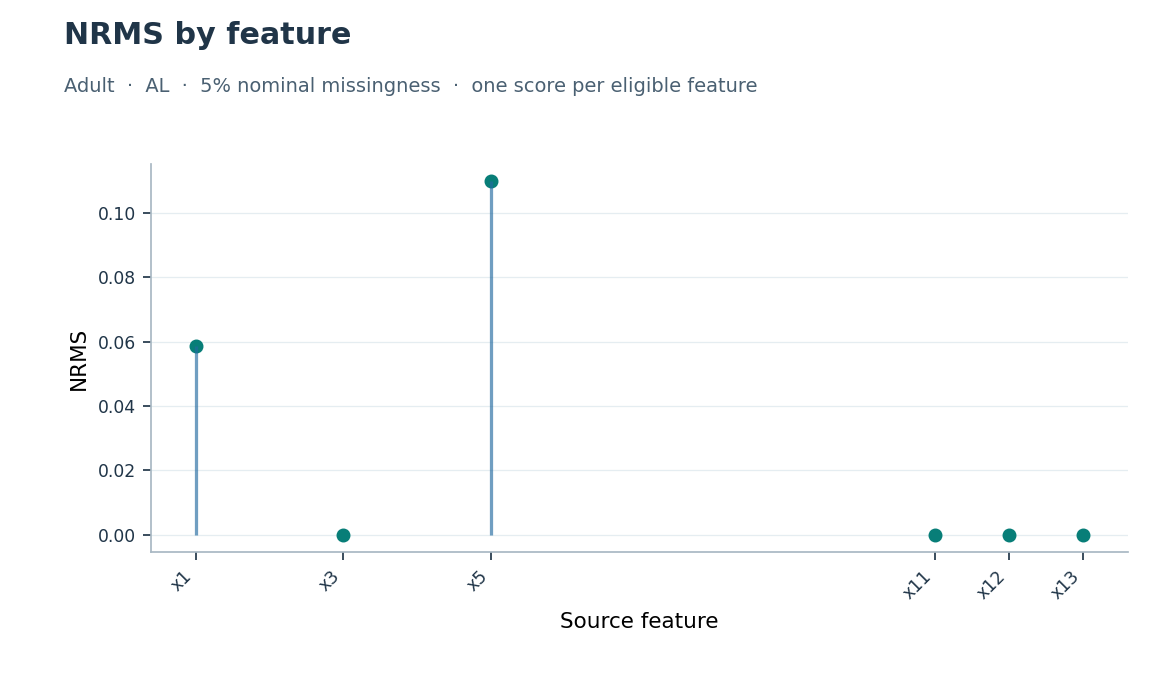 NRMS by feature
Adult · AL · 5% nominal missingness · one score per eligible feature
NRMS
0.10
0.08
0.06
0.04
0.02
0.00
x1 x3 x5 x11 x12 x13
Source feature